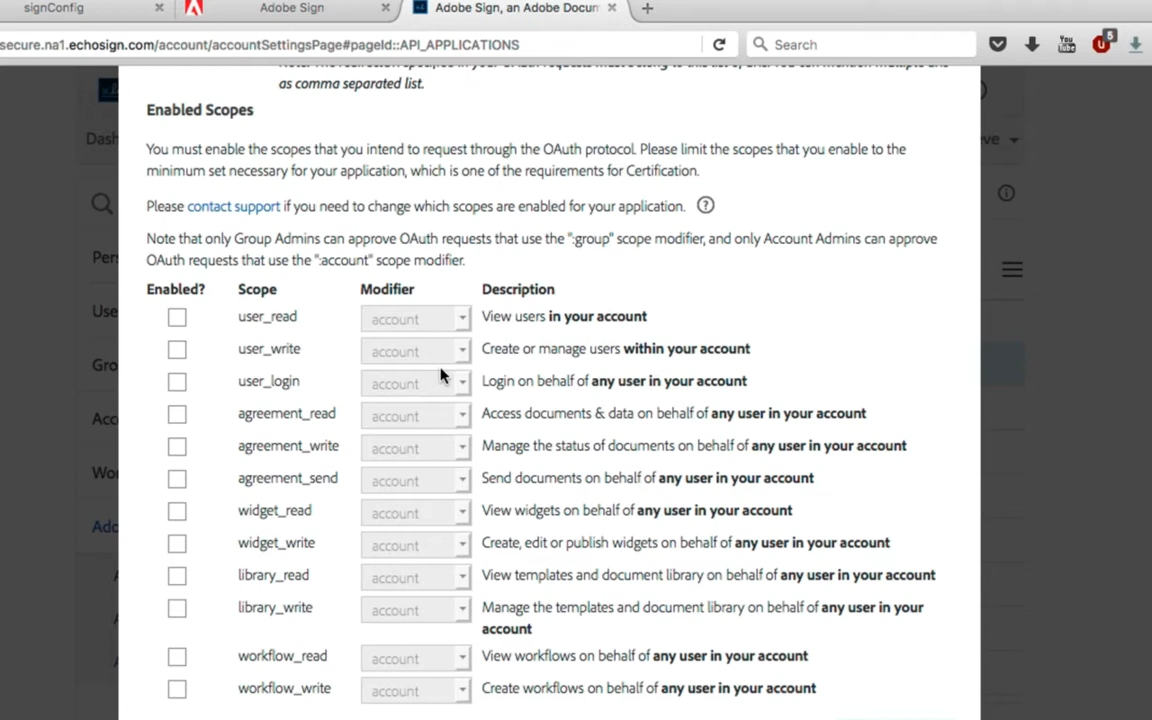 signConfig × Adobe Sign × Adobe Sign, an Adobe Docum × +
secure.na1.echosign.com/account/accountSettingsPage#pageId::API_APPLICATIONS Search You Tube 5
as comma separated list.
Enabled Scopes
Dash
You must enable the scopes that you intend to request through the OAuth protocol. Please limit the scopes that you enable to the
minimum set necessary for your application, which is one of the requirements for Certification.
Please contact support if you need to change which scopes are enabled for your application. ?
Note that only Group Admins can approve OAuth requests that use the ":group" scope modifier, and only Account Admins can approve
OAuth requests that use the ":account" scope modifier.
Enabled? Scope Modifier Description
user_read account View users in your account
user_write account Create or manage users within your account
user_login account Login on behalf of any user in your account
agreement_read account Access documents & data on behalf of any user in your account
agreement_write account Manage the status of documents on behalf of any user in your account
agreement_send account Send documents on behalf of any user in your account
widget_read account View widgets on behalf of any user in your account
widget_write account Create, edit or publish widgets on behalf of any user in your account
library_read account View templates and document library on behalf of any user in your account
library_write account Manage the templates and document library on behalf of any user in your
account
workflow_read account View workflows on behalf of any user in your account
workflow_write account Create workflows on behalf of any user in your account